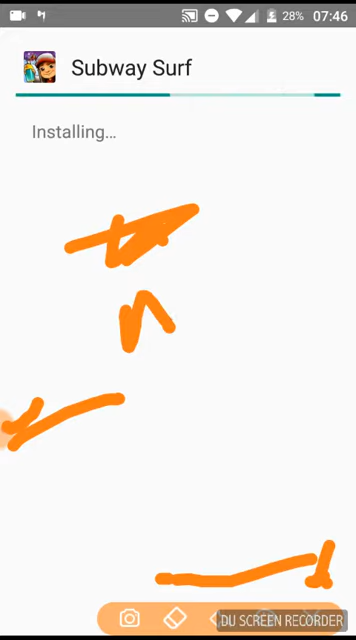 28% 07:46
Subway Surf
Installing...
n
DU SCREEN RECORDER